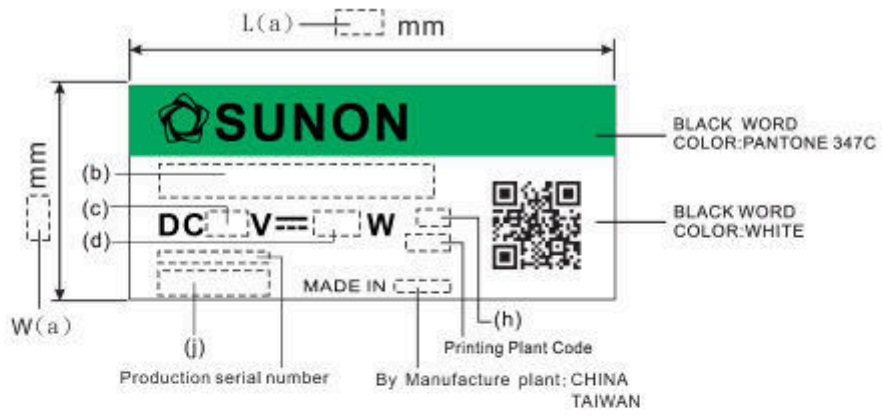 L(a) mm
SUNON
BLACK WORD
COLOR:PANTONE 347C
mm
(b)
(c)
DC V W
(d)
BLACK WORD
COLOR:WHITE
MADE IN
W(a)
(j)
(h)
Printing Plant Code
Production serial number
By Manufacture plant: CHINA
TAIWAN